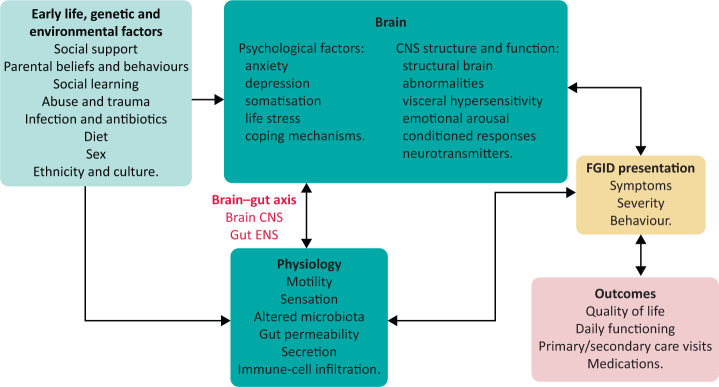 Early life, genetic and
environmental factors
Social support
Parental beliefs and behaviours
Social learning
Abuse and trauma
Infection and antibiotics
Diet
Sex
Ethnicity and culture.
Brain
Psychological factors:
anxiety
depression
somatisation
life stress
coping mechanisms.
CNS structure and function:
structural brain
abnormalities
visceral hypersensitivity
emotional arousal
conditioned responses
neurotransmitters.
Brain–gut axis
Brain CNS
Gut ENS
Physiology
Motility
Sensation
Altered microbiota
Gut permeability
Secretion
Immune-cell infiltration.
FGID presentation
Symptoms
Severity
Behaviour.
Outcomes
Quality of life
Daily functioning
Primary/secondary care visits
Medications.